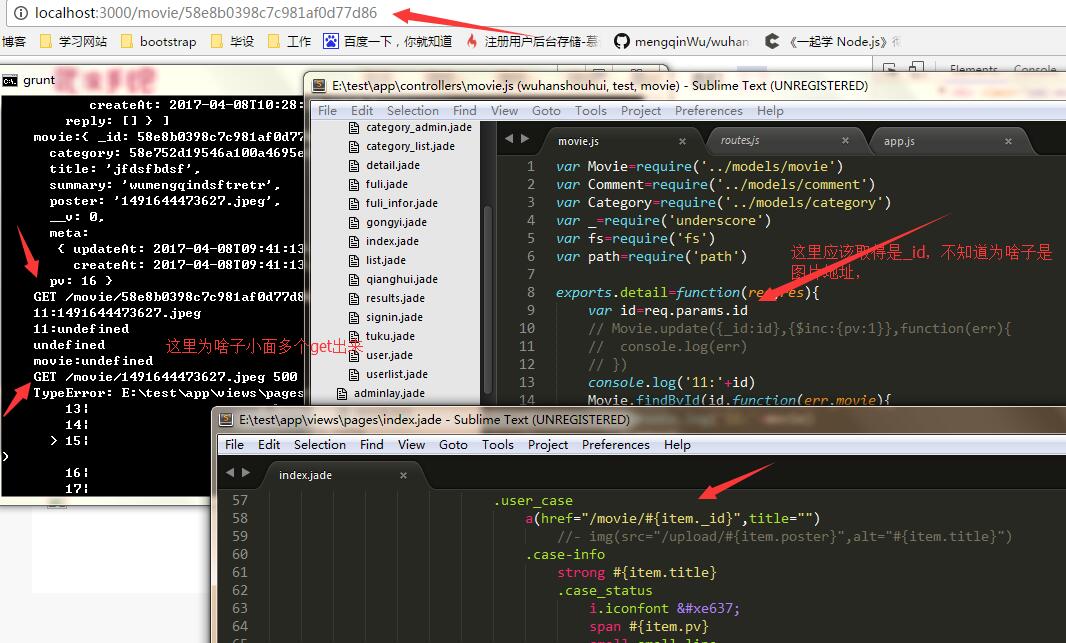 localhost:3000/movie/58e8b0398c7c981af0d77d86
博客 学习网站 bootstrap 毕设 工作 百度一下，你就知道 注册用户后台存储-慕 mengqinWu/wuhan 《一起学 Node.js》
Elements Console
grunt
createAt: 2017-04-08T10:28:
reply: [] } ]
movie:{ _id: 58e8b0398c7c981af0d77
category: 58e752d19546a100a4695e
title: 'jfdsfbdsf',
summary: 'wumengqindsftretr',
poster: '1491644473627.jpeg',
__v: 0,
meta:
{ updateAt: 2017-04-08T09:41:13
createAt: 2017-04-08T09:41:13
pv: 16 }
GET /movie/58e8b0398c7c981af0d77d8
11:1491644473627.jpeg
11:undefined
undefined
movie:undefined
GET /movie/1491644473627.jpeg 500
TypeError: E:\test\app\views\pages
13|
14|
> 15|
16|
17|
这里为啥子小面多个get出来
E:\test\app\controllers\movie.js (wuhanshouhui, test, movie) - Sublime Text (UNREGISTERED)
File Edit Selection Find View Goto Tools Project Preferences Help
category_admin.jade
category_list.jade
detail.jade
fuli.jade
fuli_infor.jade
gongyi.jade
index.jade
list.jade
qianghui.jade
results.jade
signin.jade
tuku.jade
user.jade
userlist.jade
adminlay.jade
movie.js × routes.js × app.js ×
1 var Movie=require('../models/movie')
2 var Comment=require('../models/comment')
3 var Category=require('../models/category')
4 var _=require('underscore')
5 var fs=require('fs')
6 var path=require('path')
7
8 exports.detail=function(req,res){
9 var id=req.params.id
10 // Movie.update({_id:id},{$inc:{pv:1}},function(err){
11 // console.log(err)
12 // })
13 console.log('11:'+id)
14 Movie.findById(id,function(err,movie){
这里应该取得是_id，不知道为啥子是
图片地址，
E:\test\app\views\pages\index.jade - Sublime Text (UNREGISTERED)
File Edit Selection Find View Goto Tools Project Preferences Help
index.jade ×
57 .user_case
58 a(href="/movie/#{item._id}",title="")
59 //- img(src="/upload/#{item.poster}",alt="#{item.title}")
60 .case-info
61 strong #{item.title}
62 .case_status
63 i.iconfont &#xe637;
64 span #{item.pv}